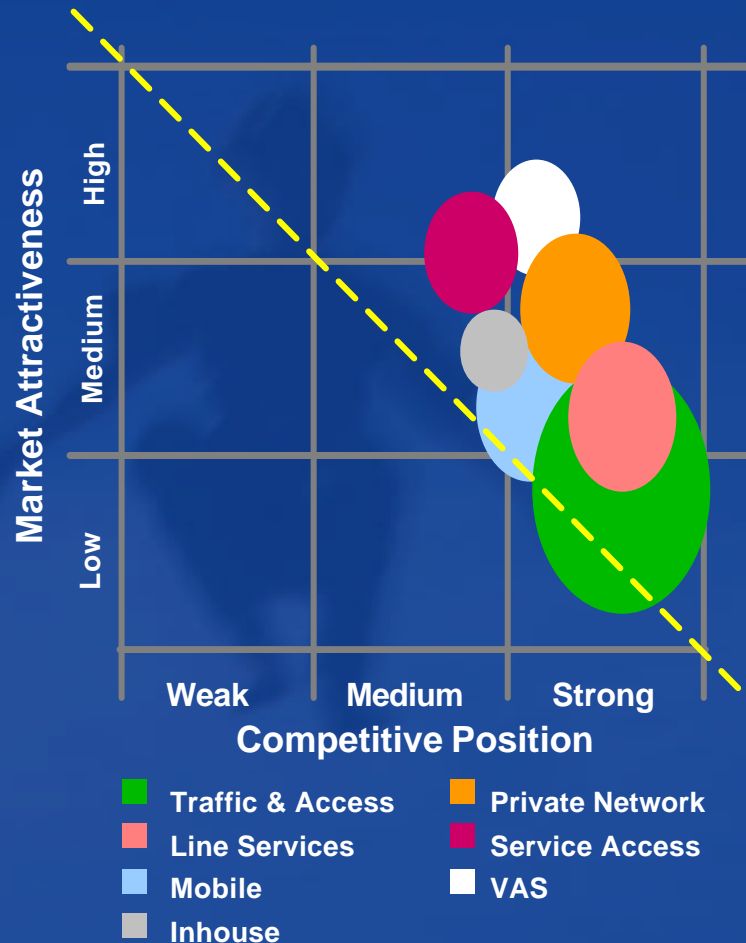 Market Attractiveness
High
Medium
Low
Weak Medium Strong
Competitive Position
Traffic & Access
Line Services
Mobile
Inhouse
Private Network
Service Access
VAS